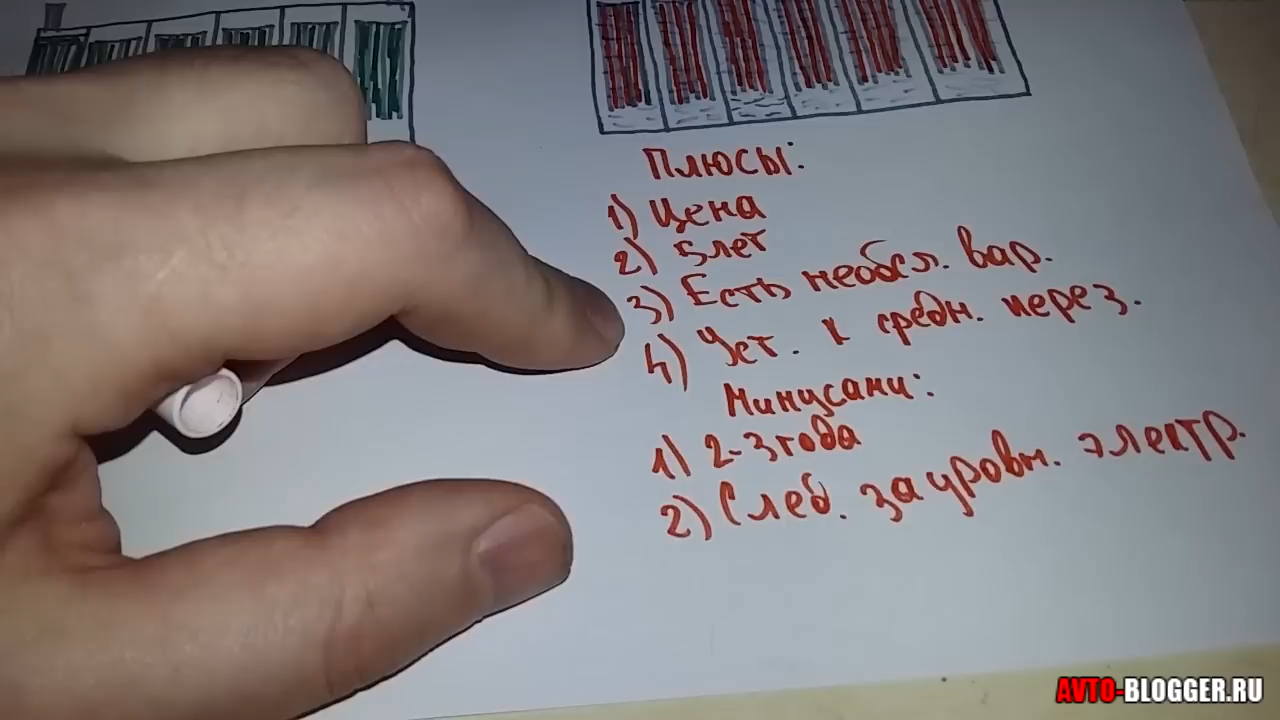 Плюсы:
1) Цена
2) 5 лет
3) Есть необсл. вар.
4) Уст. к средн. перез.
Минусами:
1) 2-3 года
2) След. за уровн. электр.
AVTO-BLOGGER.RU